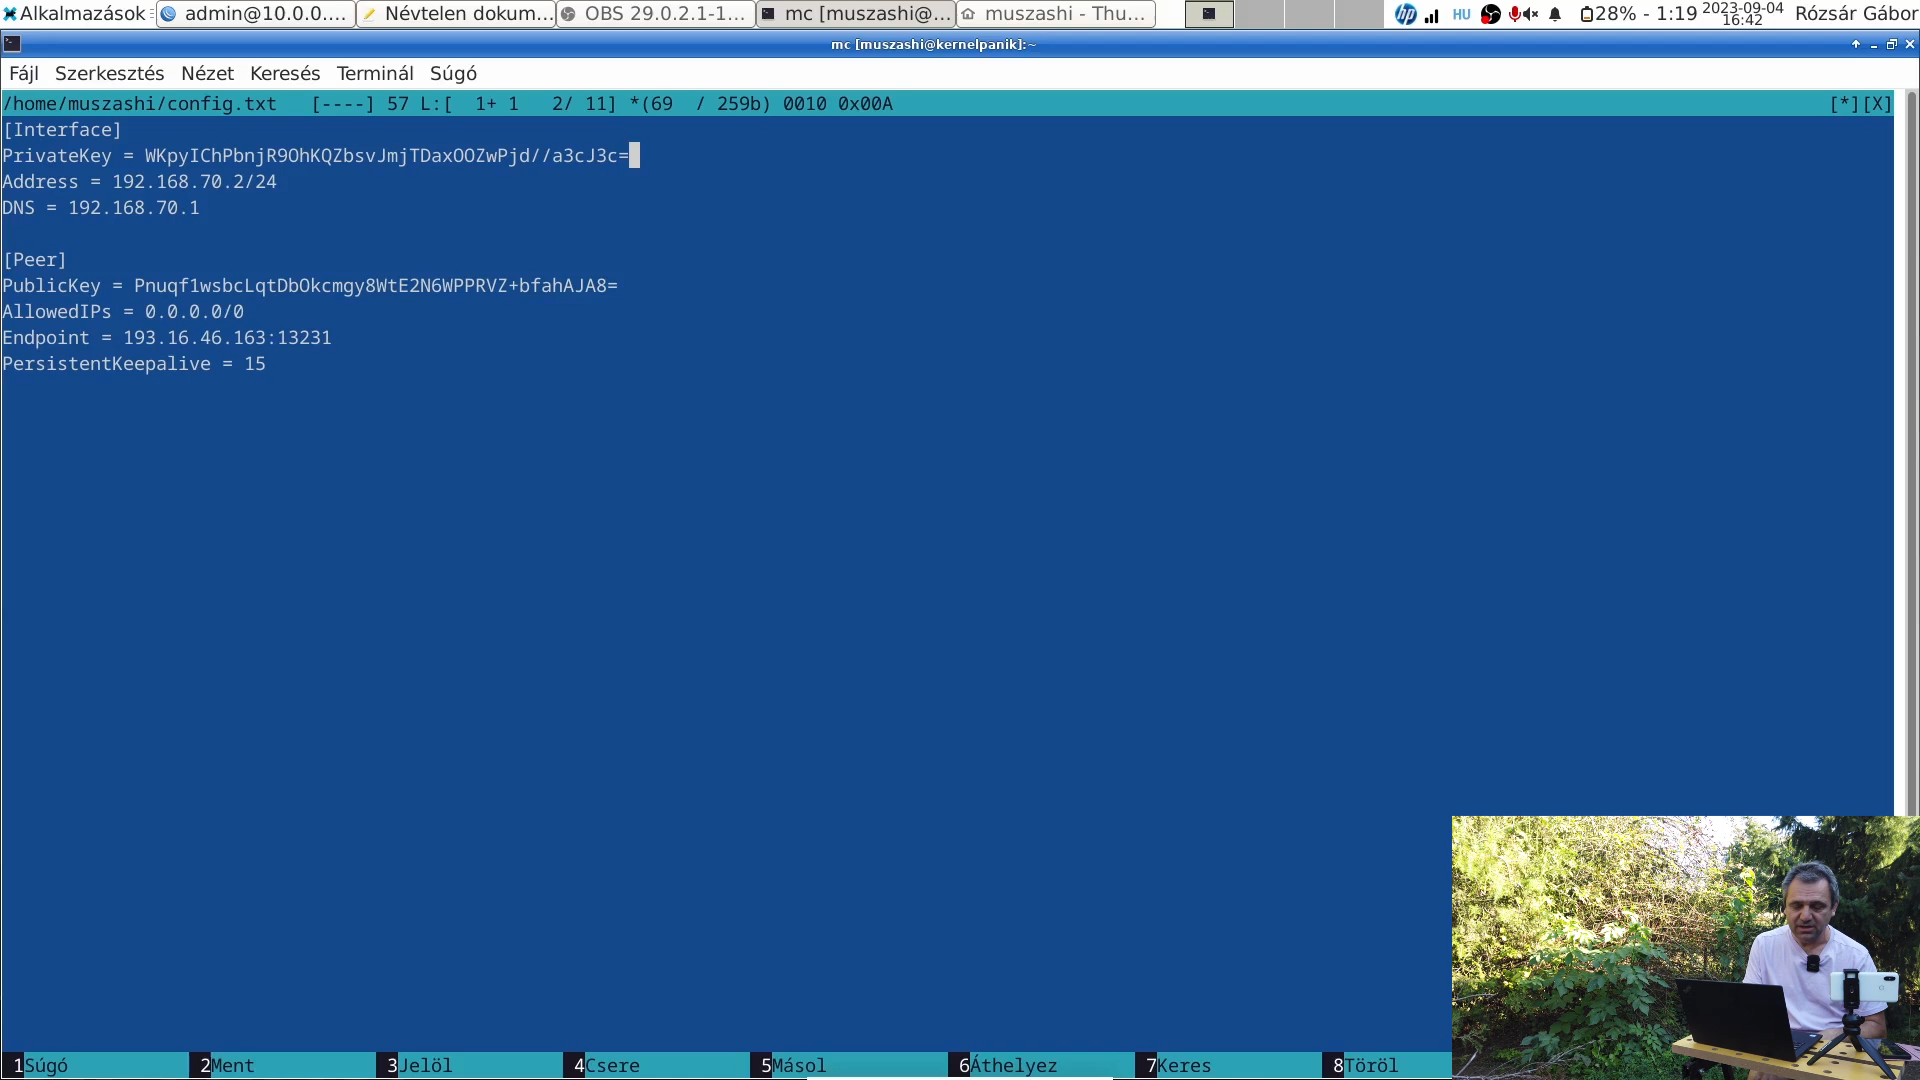 Alkalmazások admin@10.0.0.... Névtelen dokum... OBS 29.0.2.1-1... mc [muszashi@... muszashi - Thu... HU 28% - 1:19 2023-09-04 16:42 Rózsár Gábor
mc [muszashi@kernelpanik]:~
Fájl Szerkesztés Nézet Keresés Terminál Súgó
/home/muszashi/config.txt [----] 57 L:[ 1+ 1 2/ 11] *(69 / 259b) 0010 0x00A [*][X]
[Interface]
PrivateKey = WKpyIChPbnjR9OhKQZbsvJmjTDaxOOZwPjd//a3cJ3c=
Address = 192.168.70.2/24
DNS = 192.168.70.1
[Peer]
PublicKey = Pnuqf1wsbcLqtDbOkcmgy8WtE2N6WPPRVZ+bfahAJA8=
AllowedIPs = 0.0.0.0/0
Endpoint = 193.16.46.163:13231
PersistentKeepalive = 15
1Súgó 2Ment 3Jelöl 4Csere 5Másol 6Áthelyez 7Keres 8Töröl